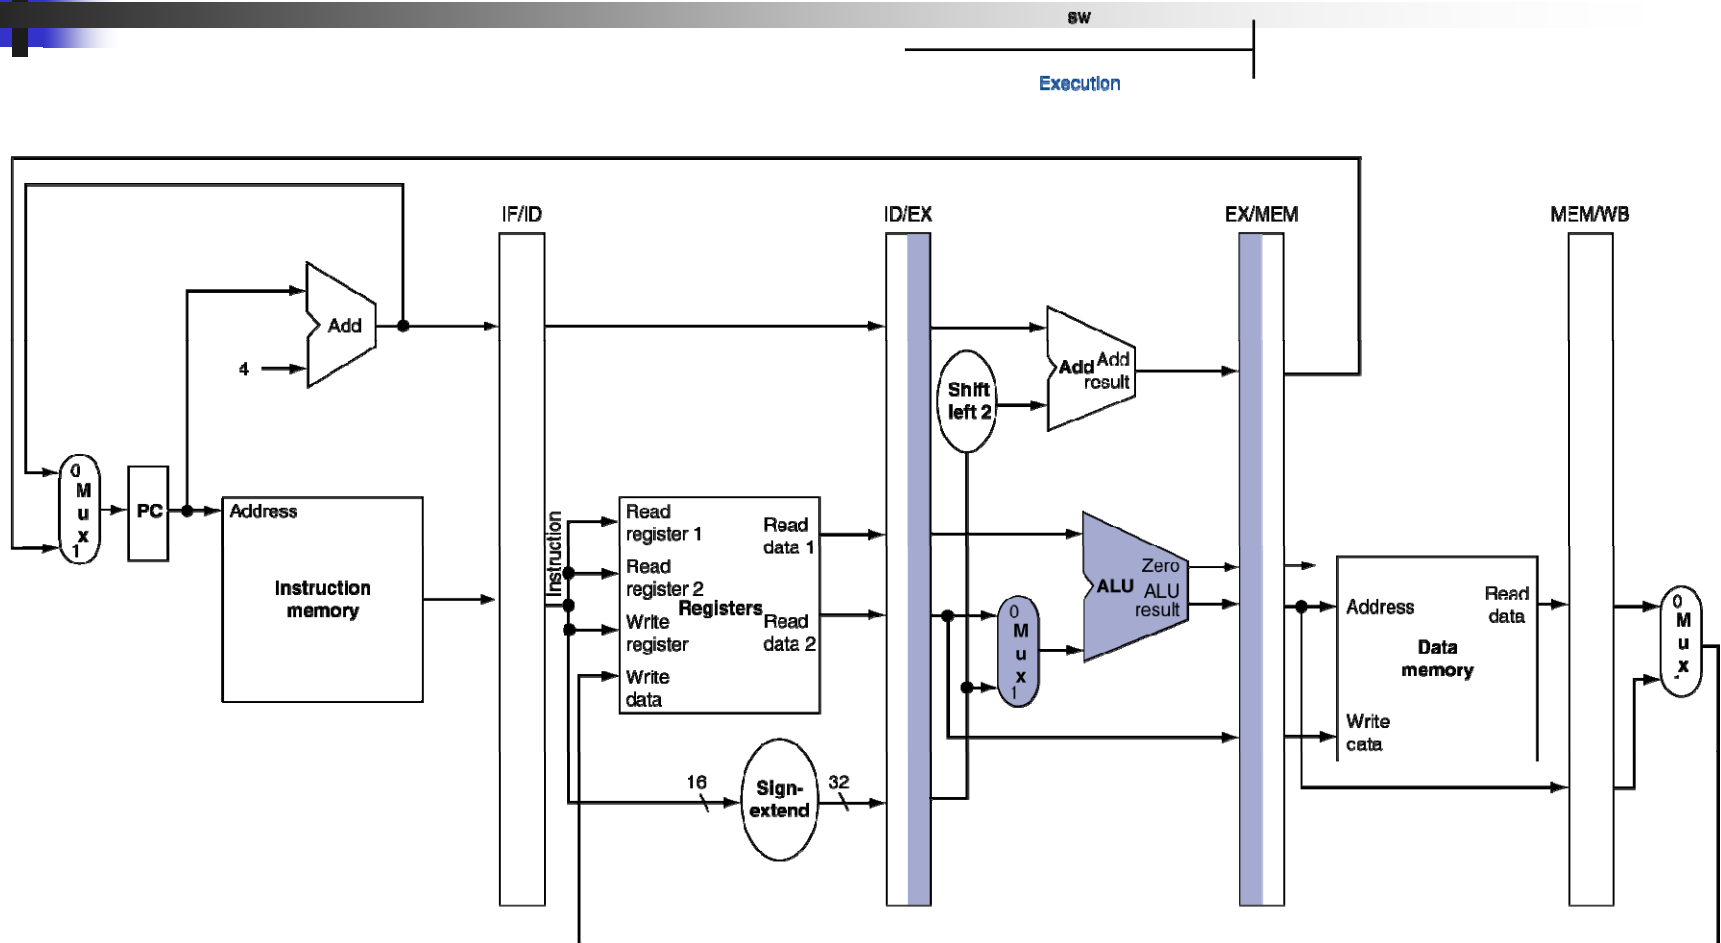 sw
Execution
IF/ID
ID/EX
EX/MEM
MEM/WB
Add
4
Shift
left 2
Add Add
result
0
M
u
x
1
PC
Address
Instruction
memory
Instruction
Read
register 1
Read
register 2
Write
register
Write
data
Registers
Read
data 1
Read
data 2
16
Sign-
extend
32
0
M
u
x
1
ALU
Zero
ALU
result
Address
Read
data
Data
memory
Write
cata
0
M
u
x